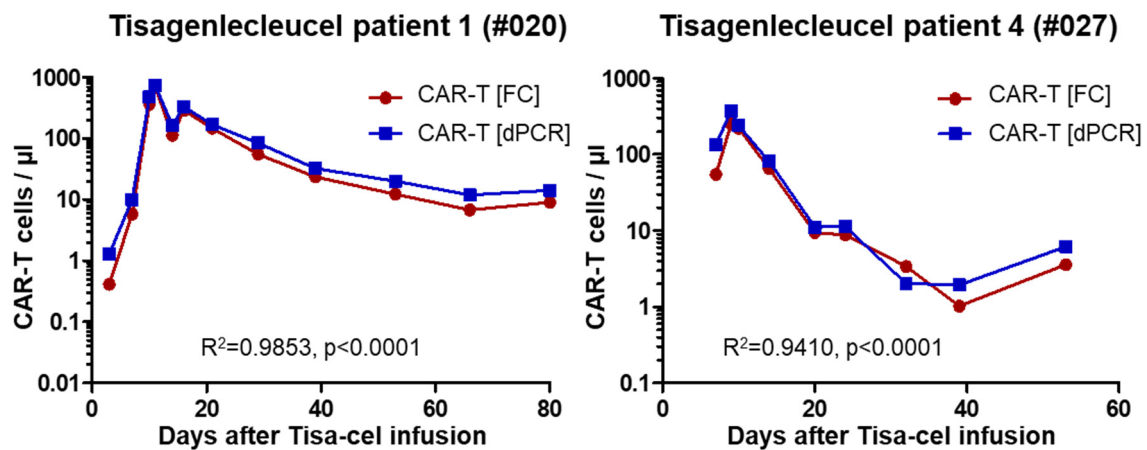 Tisagenlecleucel patient 1 (#020)
CAR-T cells / µl
1000
100
10
1
0.1
0.01
CAR-T [FC]
CAR-T [dPCR]
R²=0.9853, p<0.0001
0 20 40 60 80
Days after Tisa-cel infusion
Tisagenlecleucel patient 4 (#027)
CAR-T cells / µl
1000
100
10
1
0.1
CAR-T [FC]
CAR-T [dPCR]
R²=0.9410, p<0.0001
0 20 40 60
Days after Tisa-cel infusion